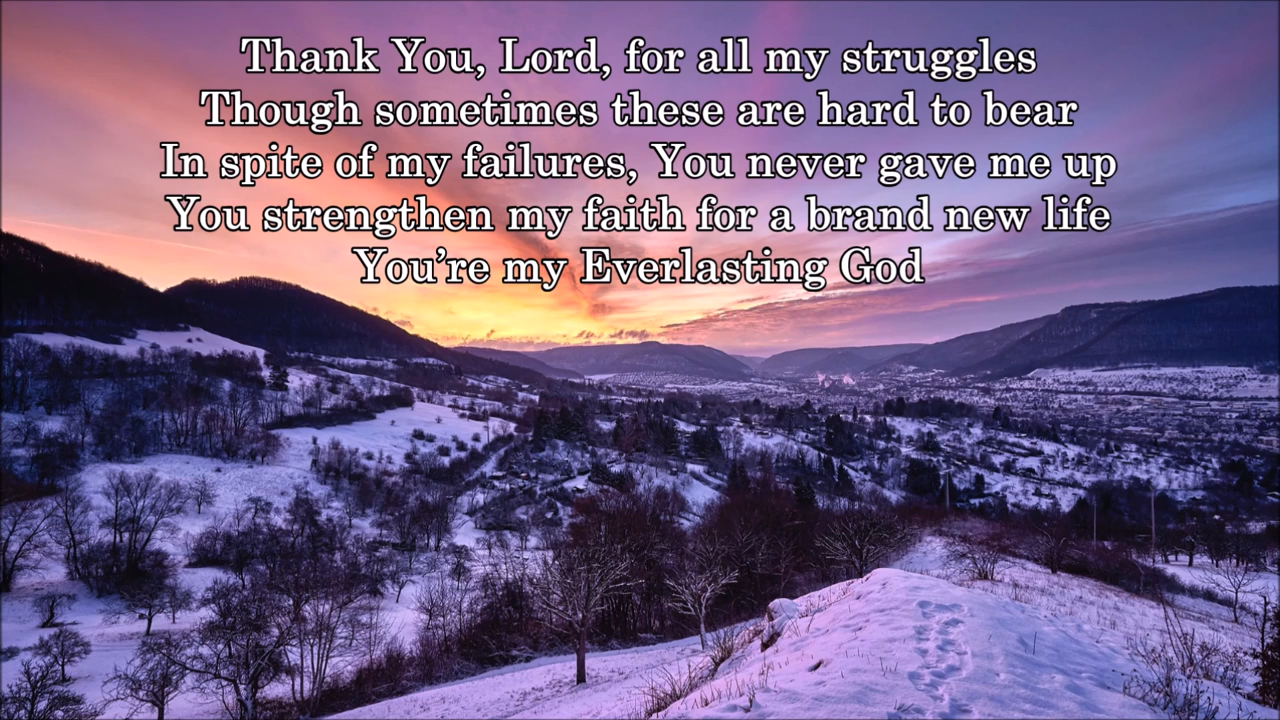 Thank You, Lord, for all my struggles
Though sometimes these are hard to bear
In spite of my failures, You never gave me up
You strengthen my faith for a brand new life
You’re my Everlasting God